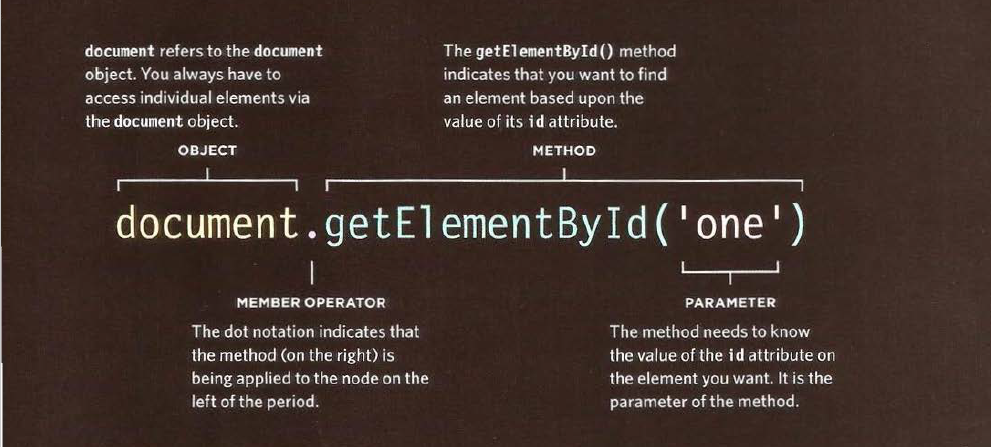 document refers to the document
object. You always have to
access individual elements via
the document object.
OBJECT
The getElementById() method
indicates that you want to find
an element based upon the
value of its id attribute.
METHOD
document.getElementById('one')
MEMBER OPERATOR
The dot notation indicates that
the method (on the right) is
being applied to the node on the
left of the period.
PARAMETER
The method needs to know
the value of the id attribute on
the element you want. It is the
parameter of the method.